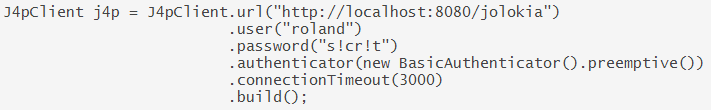 J4pClient j4p = J4pClient.url("http://localhost:8080/jolokia")
.user("roland")
.password("s!cr!t")
.authenticator(new BasicAuthenticator().preemptive())
.connectionTimeout(3000)
.build();